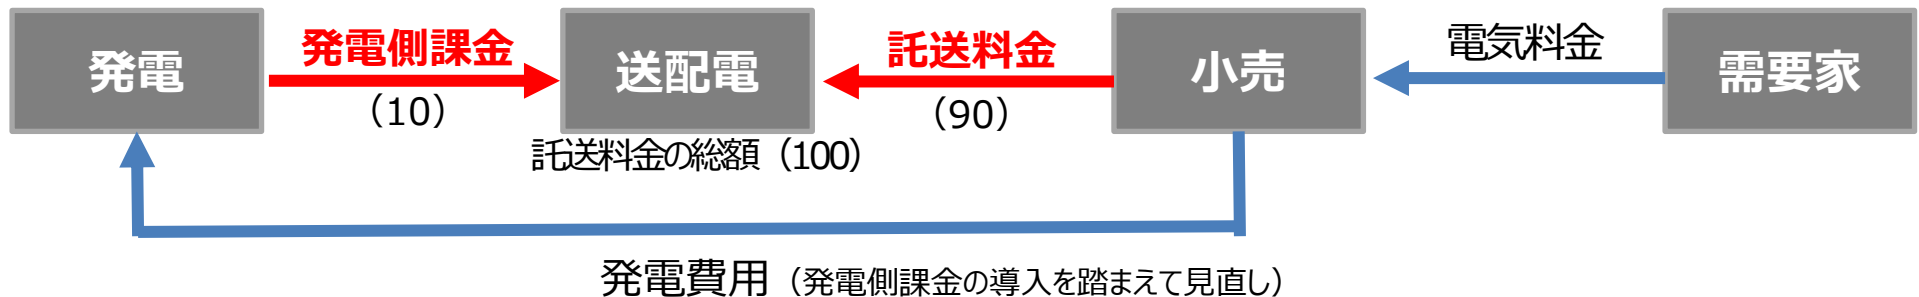 発電
発電側課金
（10）
送配電
託送料金の総額（100）
託送料金
（90）
小売
電気料金
需要家
発電費用（発電側課金の導入を踏まえて見直し）